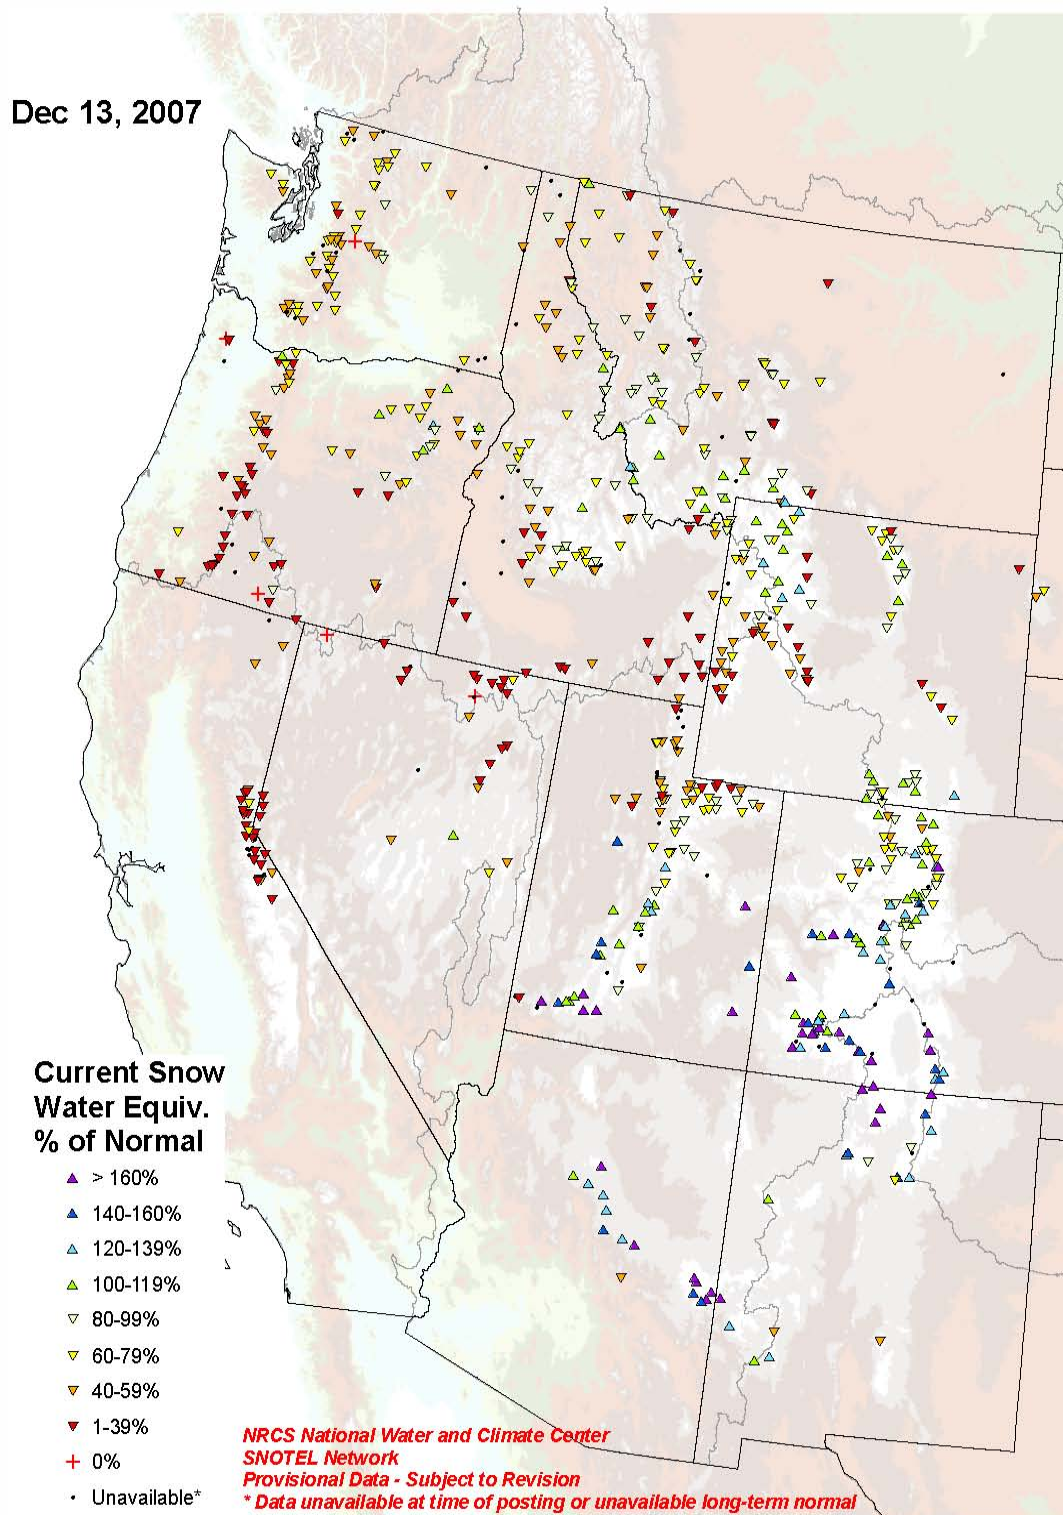 Dec 13, 2007
Current Snow
Water Equiv.
% of Normal
> 160%
140-160%
120-139%
100-119%
80-99%
60-79%
40-59%
1-39%
0%
Unavailable*
NRCS National Water and Climate Center
SNOTEL Network
Provisional Data - Subject to Revision
* Data unavailable at time of posting or unavailable long-term normal